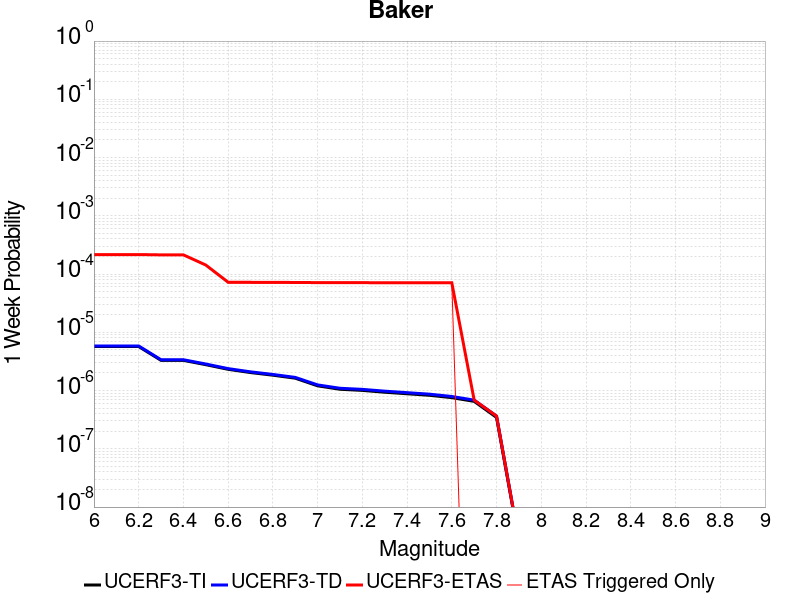 Baker
10^0
10^-1
10^-2
10^-3
10^-4
10^-5
10^-6
10^-7
10^-8
1 Week Probability
6 6.2 6.4 6.6 6.8 7 7.2 7.4 7.6 7.8 8 8.2 8.4 8.6 8.8 9
Magnitude
UCERF3-TI UCERF3-TD UCERF3-ETAS ETAS Triggered Only